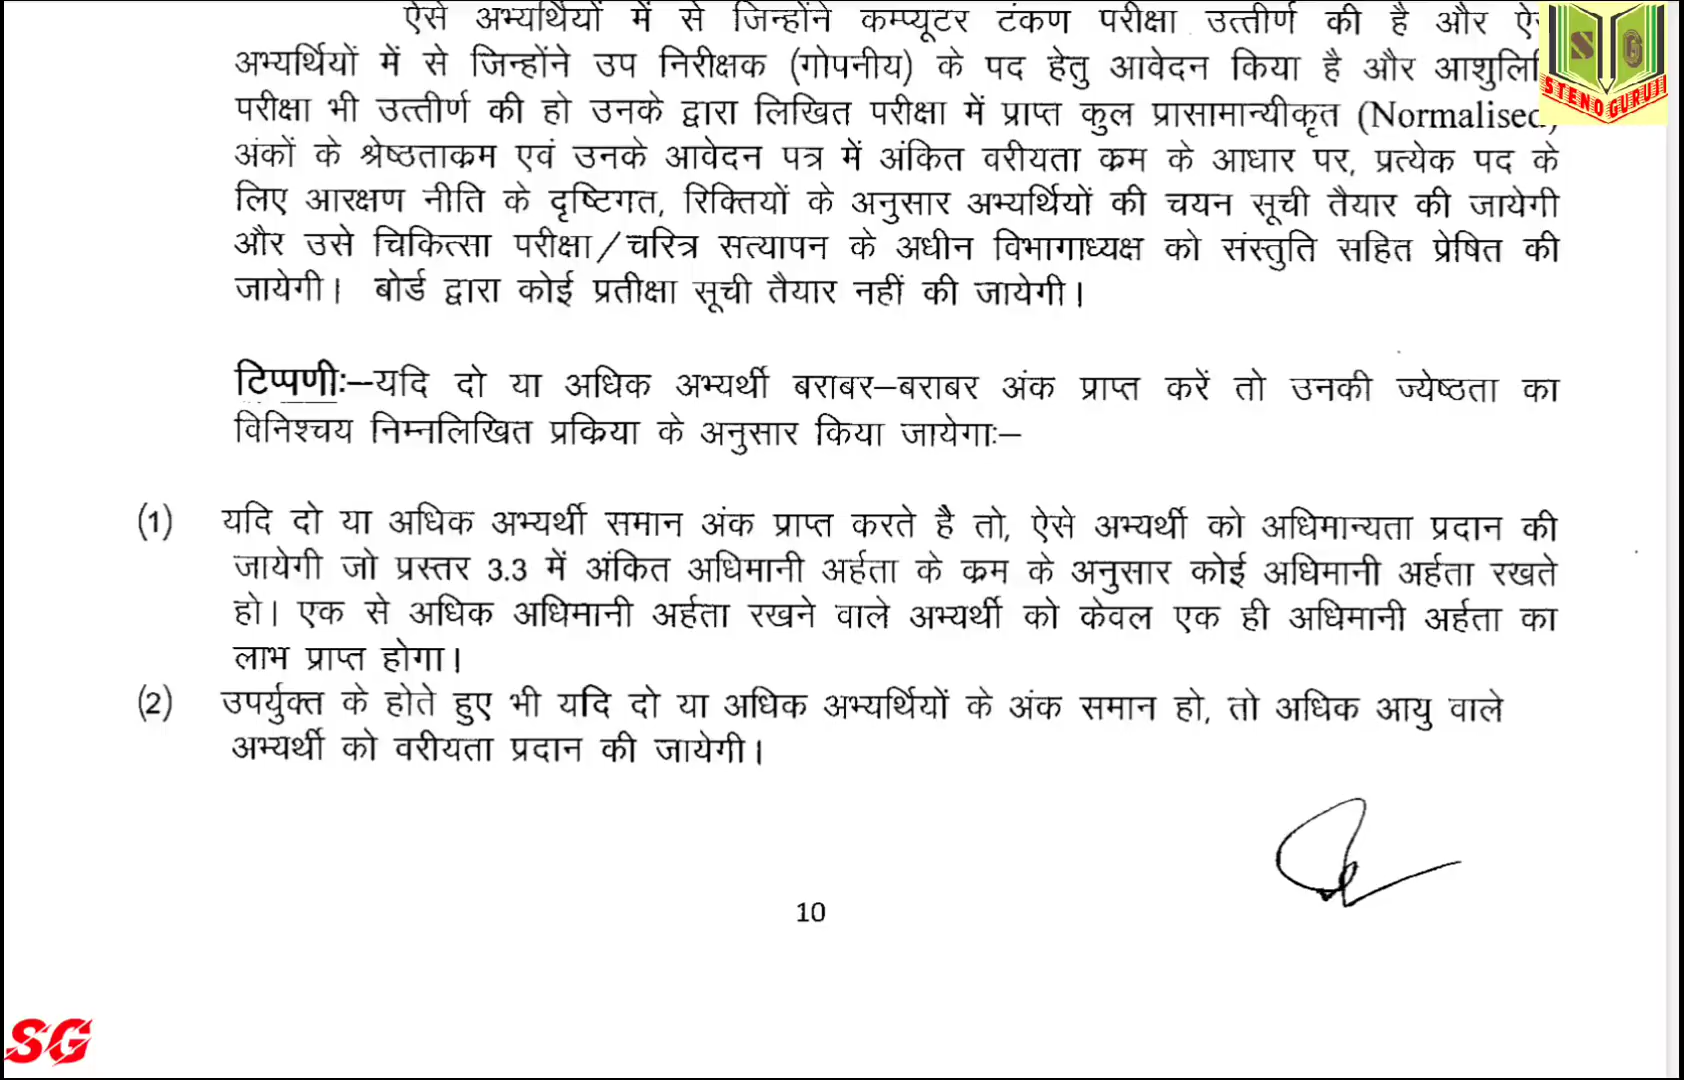 ऐसे अभ्यर्थियों में से जिन्होंने कम्प्यूटर टंकण परीक्षा उत्तीर्ण की है और
अभ्यर्थियों में से जिन्होंने उप निरीक्षक (गोपनीय) के पद हेतु आवेदन किया है और
परीक्षा भी उत्तीर्ण की हो उनके द्वारा लिखित परीक्षा में प्राप्त कुल प्रासामान्यीकृत (Normalised)
अंकों के श्रेष्ठताक्रम एवं उनके आवेदन पत्र में अंकित वरीयता क्रम के आधार पर, प्रत्येक पद के
लिए आरक्षण नीति के दृष्टिगत, रिक्तियों के अनुसार अभ्यर्थियों की चयन सूची तैयार की जायेगी
और उसे चिकित्सा परीक्षा/चरित्र सत्यापन के अधीन विभागाध्यक्ष को संस्तुति सहित प्रेषित की
जायेगी। बोर्ड द्वारा कोई प्रतीक्षा सूची तैयार नहीं की जायेगी।
टिप्पणीः–यदि दो या अधिक अभ्यर्थी बराबर–बराबर अंक प्राप्त करें तो उनकी ज्येष्ठता का
विनिश्चय निम्नलिखित प्रक्रिया के अनुसार किया जायेगाः–
(1) यदि दो या अधिक अभ्यर्थी समान अंक प्राप्त करते है तो, ऐसे अभ्यर्थी को अधिमान्यता प्रदान की
जायेगी जो प्रस्तर 3.3 में अंकित अधिमानी अर्हता के क्रम के अनुसार कोई अधिमानी अर्हता रखते
हो। एक से अधिक अधिमानी अर्हता रखने वाले अभ्यर्थी को केवल एक ही अधिमानी अर्हता का
लाभ प्राप्त होगा।
(2) उपर्युक्त के होते हुए भी यदि दो या अधिक अभ्यर्थियों के अंक समान हो, तो अधिक आयु वाले
अभ्यर्थी को वरीयता प्रदान की जायेगी।
10
S G
STENO GURUJI
SG